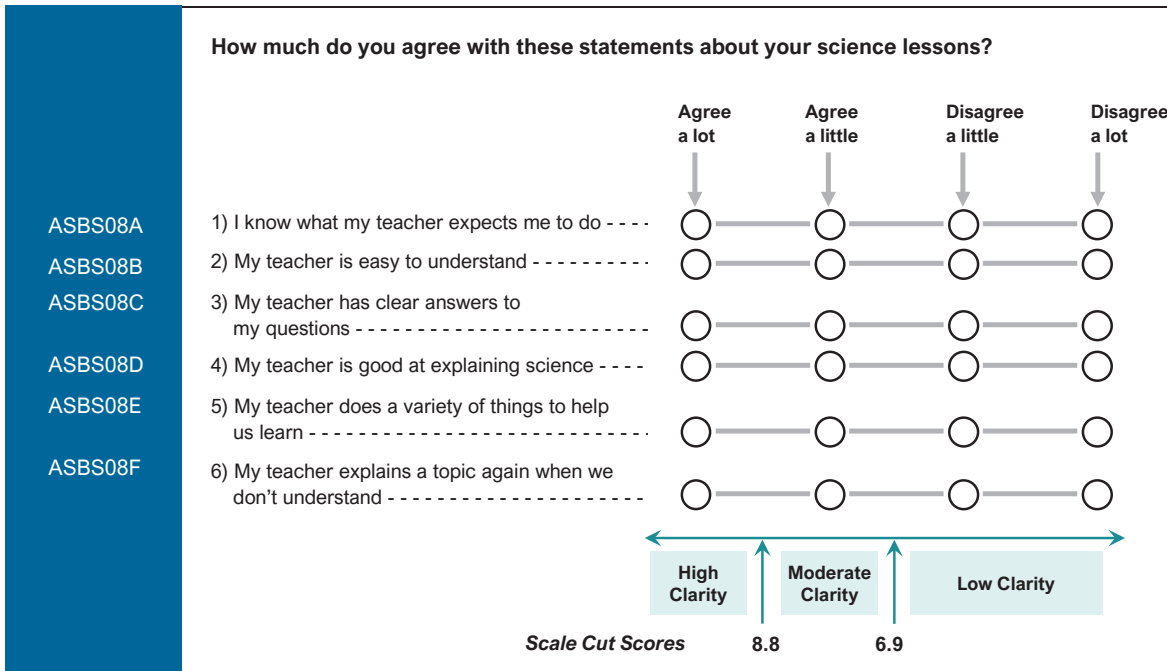 How much do you agree with these statements about your science lessons?
Agree a lot
Agree a little
Disagree a little
Disagree a lot
ASBS08A 1) I know what my teacher expects me to do - - - -
ASBS08B 2) My teacher is easy to understand - - - - - - - - - - -
ASBS08C 3) My teacher has clear answers to
my questions - - - - - - - - - - - - - - - - - - - - - - - - - - - -
ASBS08D 4) My teacher is good at explaining science - - - -
ASBS08E 5) My teacher does a variety of things to help
us learn - - - - - - - - - - - - - - - - - - - - - - - - - - - - -
ASBS08F 6) My teacher explains a topic again when we
don't understand - - - - - - - - - - - - - - - - - - - - - -
High Clarity
Moderate Clarity
Low Clarity
Scale Cut Scores 8.8 6.9